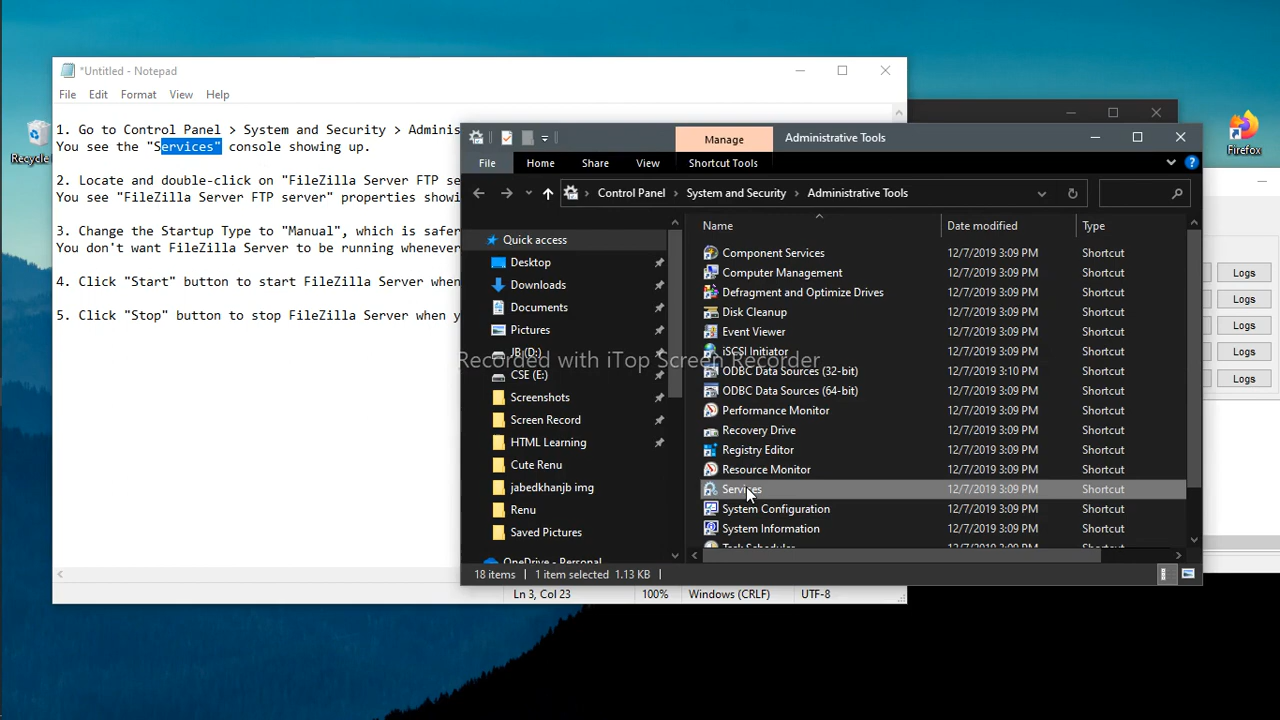 *Untitled - Notepad
File Edit Format View Help
1. Go to Control Panel > System and Security > Adminis
You see the "Services" console showing up.
2. Locate and double-click on "FileZilla Server FTP se
You see "FileZilla Server FTP server" properties showi
3. Change the Startup Type to "Manual", which is safer
You don't want FileZilla Server to be running whenever
4. Click "Start" button to start FileZilla Server when
5. Click "Stop" button to stop FileZilla Server when y
Ln 3, Col 23 100% Windows (CRLF) UTF-8
Recycle
Manage
Administrative Tools
File Home Share View Shortcut Tools
Control Panel > System and Security > Administrative Tools
Quick access
Desktop
Downloads
Documents
Pictures
JB (D:)
CSE (E:)
Screenshots
Screen Record
HTML Learning
Cute Renu
jabedkhanjb img
Renu
Saved Pictures
OneDrive - Personal
Name Date modified Type
Component Services 12/7/2019 3:09 PM Shortcut
Computer Management 12/7/2019 3:09 PM Shortcut
Defragment and Optimize Drives 12/7/2019 3:09 PM Shortcut
Disk Cleanup 12/7/2019 3:09 PM Shortcut
Event Viewer 12/7/2019 3:09 PM Shortcut
iSCSI Initiator 12/7/2019 3:09 PM Shortcut
ODBC Data Sources (32-bit) 12/7/2019 3:10 PM Shortcut
ODBC Data Sources (64-bit) 12/7/2019 3:09 PM Shortcut
Performance Monitor 12/7/2019 3:09 PM Shortcut
Recovery Drive 12/7/2019 3:09 PM Shortcut
Registry Editor 12/7/2019 3:09 PM Shortcut
Resource Monitor 12/7/2019 3:09 PM Shortcut
Services 12/7/2019 3:09 PM Shortcut
System Configuration 12/7/2019 3:09 PM Shortcut
System Information 12/7/2019 3:09 PM Shortcut
Task Scheduler
18 items 1 item selected 1.13 KB
Recorded with iTop Screen Recorder
Firefox
Logs
Logs
Logs
Logs
Logs